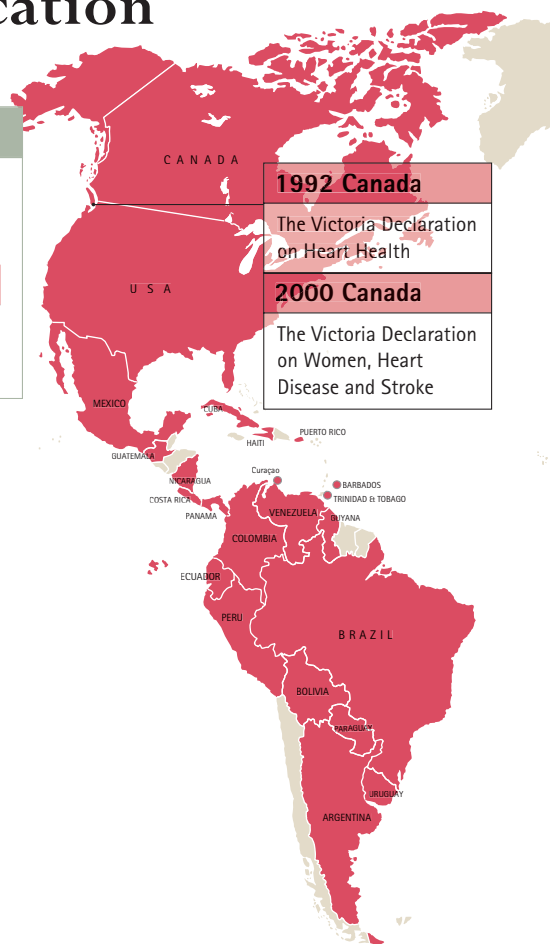 cation
CANADA
1992 Canada
The Victoria Declaration
on Heart Health
2000 Canada
The Victoria Declaration
on Women, Heart
Disease and Stroke
USA
MEXICO
CUBA
HAITI
PUERTO RICO
GUATEMALA
NICARAGUA
COSTA RICA
PANAMA
Curaçao
BARBADOS
TRINIDAD & TOBAGO
VENEZUELA
GUYANA
COLOMBIA
ECUADOR
PERU
BRAZIL
BOLIVIA
PARAGUAY
URUGUAY
ARGENTINA